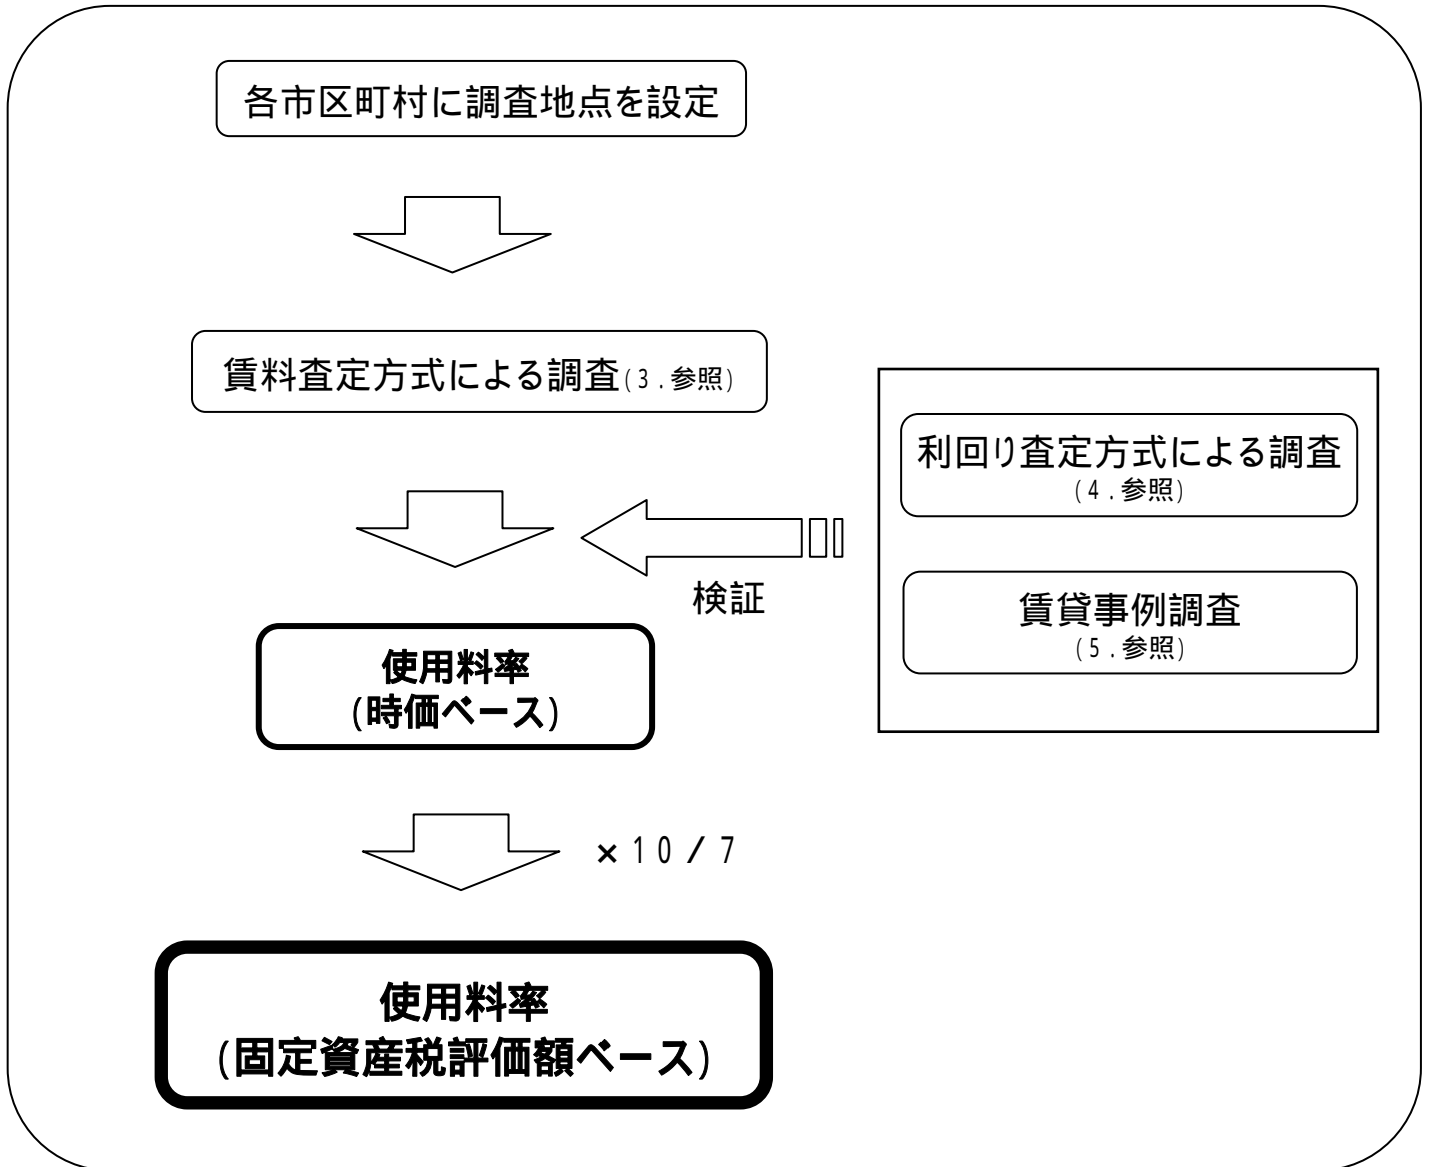 各市区町村に調査地点を設定
賃料査定方式による調査(3.参照)
利回り査定方式による調査
(4.参照)
検証
賃貸事例調査
(5.参照)
使用料率
(時価ベース)
×10/7
使用料率
(固定資産税評価額ベース)